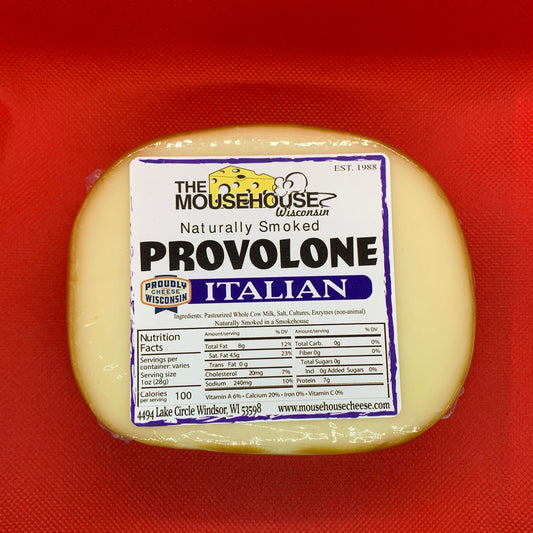 EST. 1988
THE
MOUSEHOUSE
Wisconsin
Naturally Smoked
PROVOLONE
PROUDLY
CHEESE
WISCONSIN
ITALIAN
Ingredients: Pasteurized Whole Cow Milk, Salt, Cultures, Enzymes (non-animal)
Naturally Smoked in a Smokehouse
Nutrition
Facts
Servings per
container: varies
Serving size
1oz (28g)
Calories
per serving 100
Amount/serving % DV
Total Fat 8g 12%
Sat. Fat 4.5g 23%
Trans. Fat 0 g
Cholesterol 20mg 7%
Sodium 240mg 10%
Amount/serving % DV
Total Carb. 0g 0%
Fiber 0g 0%
Total Sugars 0g
Incl 0g Added Sugars 0%
Protein 7g
Vitamin A 6% • Calcium 20% • Iron 0% • Vitamin C 0%
4494 Lake Circle Windsor, WI 53598 www.mousehousecheese.com